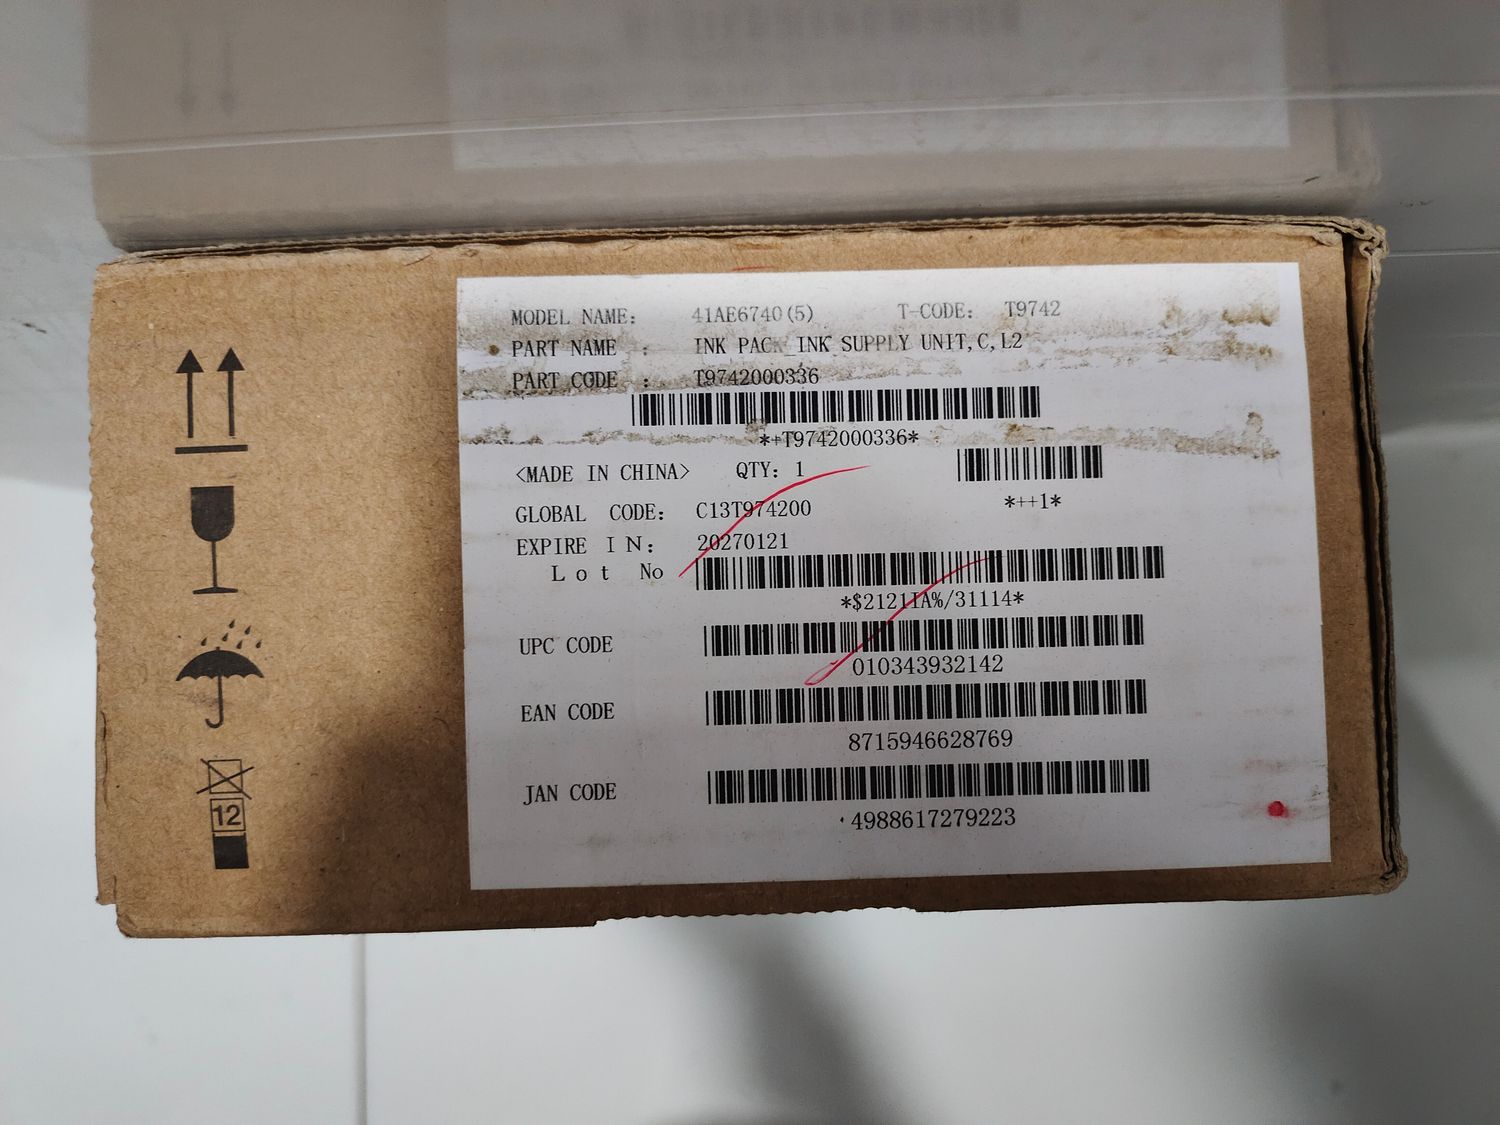 MODEL NAME: 41AE6740(5) T-CODE: T9742
PART NAME : INK PACK_INK SUPPLY UNIT,C,L2
PART CODE : T9742000336
*+T9742000336*
<MADE IN CHINA> QTY: 1
*++1*
GLOBAL CODE: C13T974200
EXPIRE IN: 20270121
Lot No
*$2121IA%/31114*
UPC CODE
010343932142
EAN CODE
8715946628769
JAN CODE
4988617279223
12